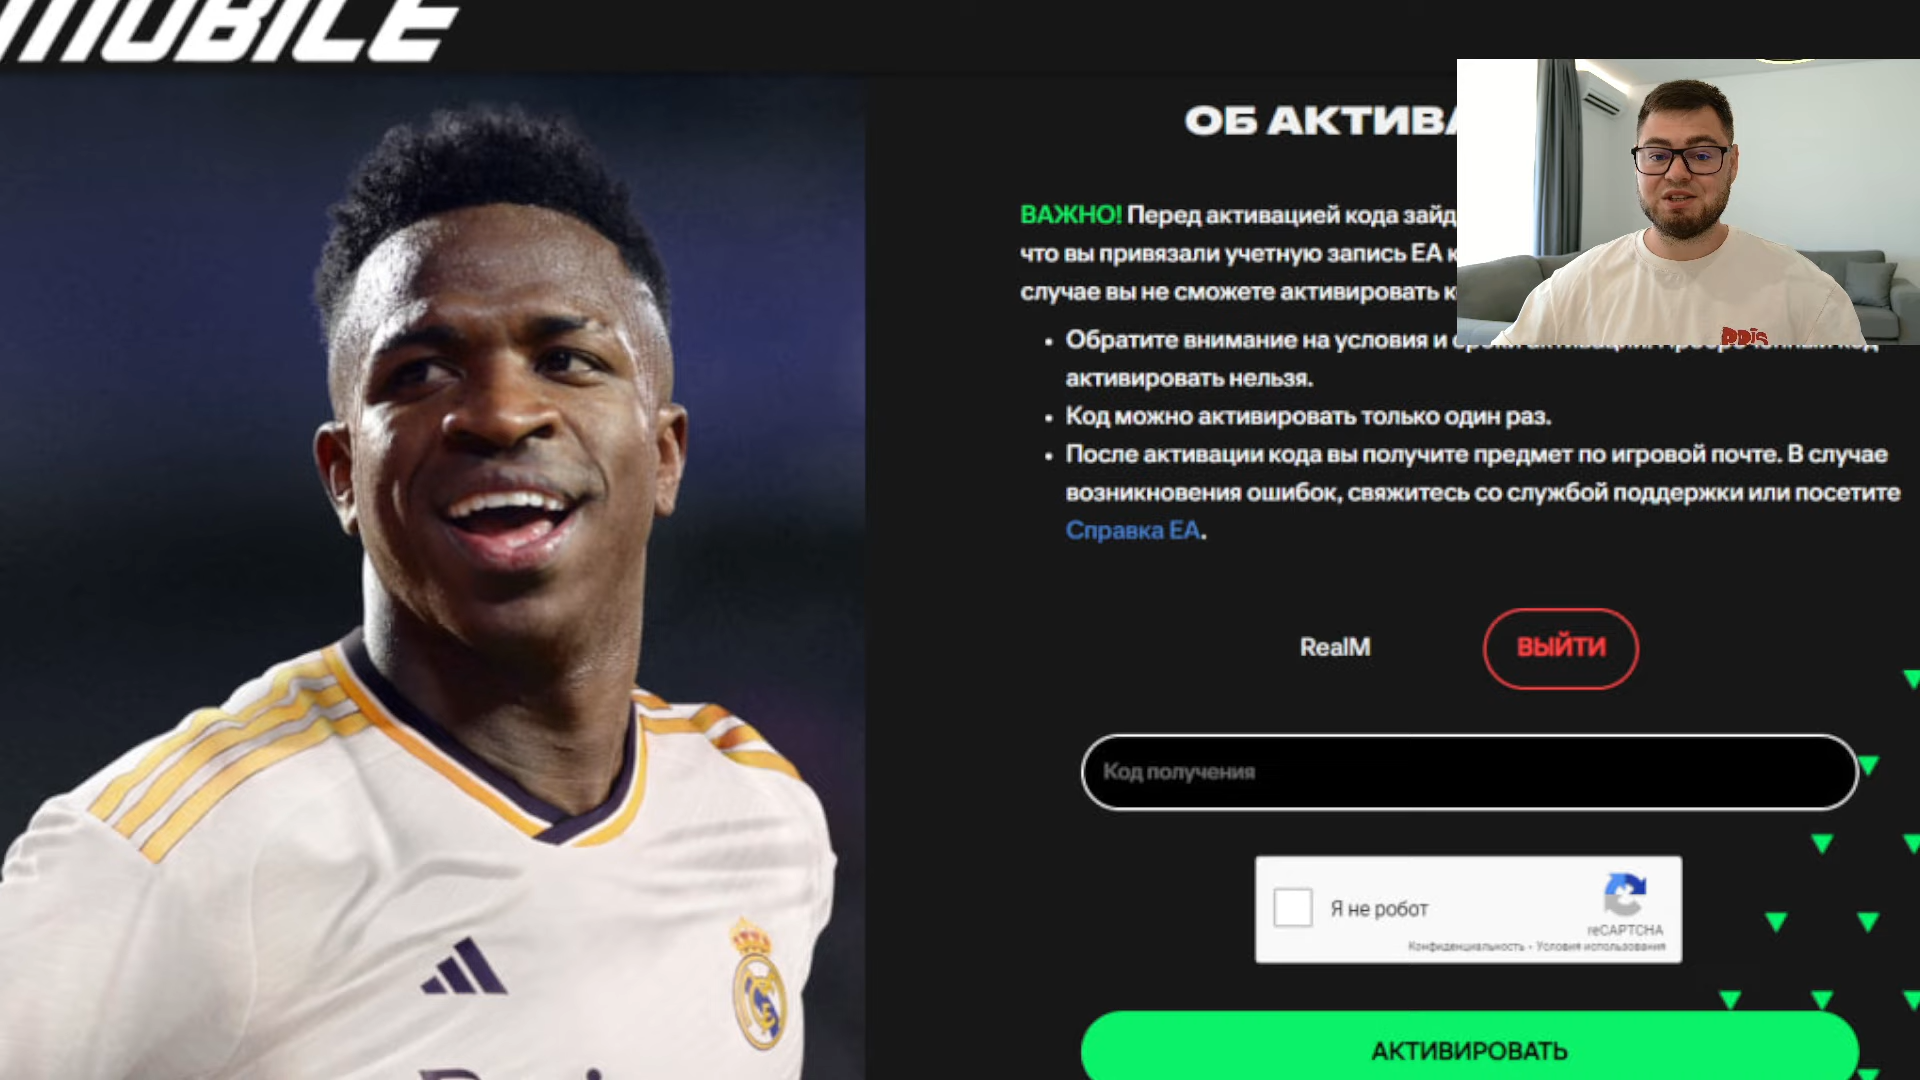 MOBILE
ОБ АКТИВА
ВАЖНО! Перед активацией кода зайд
что вы привязали учетную запись EA к
случае вы не сможете активировать к
• Обратите внимание на условия и
активировать нельзя.
• Код можно активировать только один раз.
• После активации кода вы получите предмет по игровой почте. В случае
возникновения ошибок, свяжитесь со службой поддержки или посетите
Справка EA.
RealM
ВЫЙТИ
Код получения
Я не робот
reCAPTCHA
Конфиденциальность - Условия использования
АКТИВИРОВАТЬ